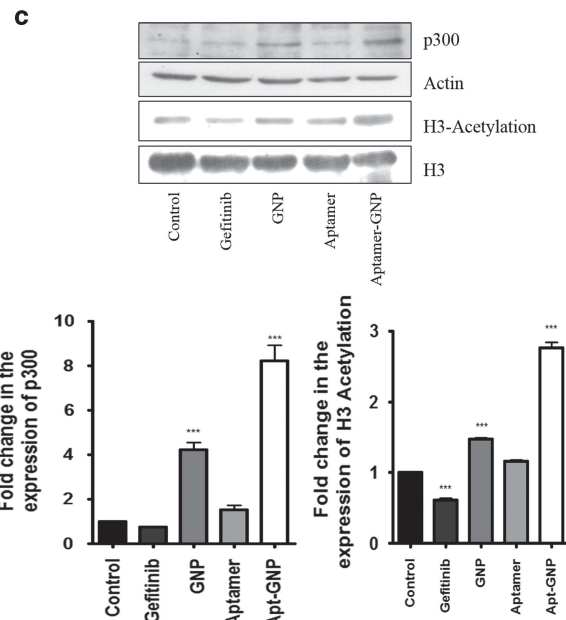 c
p300
Actin
H3-Acetylation
H3
Control
Gefitinib
GNP
Aptamer
Aptamer-GNP
Fold change in the
expression of p300
10
8
6
4
2
0
***
***
Control
Gefitinib
GNP
Aptamer
Apt-GNP
Fold change in the
expression of H3 Acetylation
3
2
1
0
***
***
***
Control
Gefitinib
GNP
Aptamer
Apt-GNP